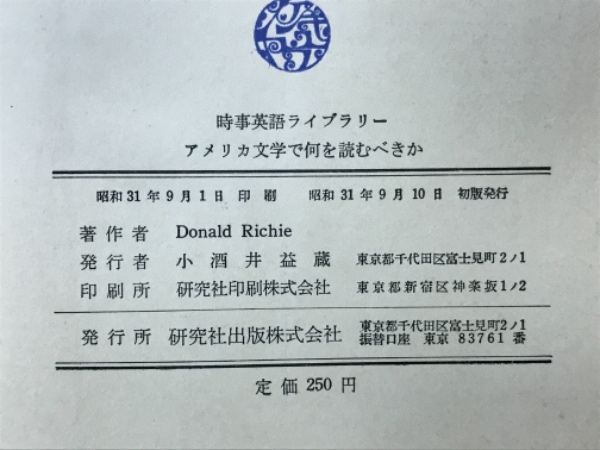 時事英語ライブラリー
アメリカ文学で何を読むべきか
昭和31年9月1日 印刷 昭和31年9月10日 初版発行
著作者 Donald Richie
発行者 小酒井益蔵 東京都千代田区富士見町2ノ1
印刷所 研究社印刷株式会社 東京都新宿区神楽坂1ノ2
発行所 研究社出版株式会社 東京都千代田区富士見町2ノ1
振替口座 東京 83761 番
定価 250 円